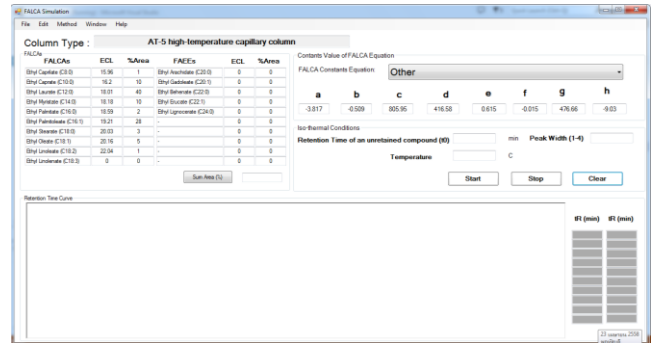 FALCA Simulation
File Edit Method Window Help
Column Type : AT-5 high-temperature capillary column
FALCAs
FALCAs ECL %Area FAEEs ECL %Area
Ethyl Caprilate (C8:0) 15.96 1 Ethyl Arachidate (C20:0) 0 0
Ethyl Caprate (C10:0) 16.2 10 Ethyl Gadoleate (C20:1) 0 0
Ethyl Laurate (C12:0) 18.01 40 Ethyl Behenate (C22:0) 0 0
Ethyl Myristate (C14:0) 18.18 10 Ethyl Erucate (C22:1) 0 0
Ethyl Palmitate (C16:0) 18.59 2 Ethyl Lignocerate (C24:0) 0 0
Ethyl Palmitoleate (C16:1) 19.21 28 - 0 0
Ethyl Stearate (C18:0) 20.03 3 - 0 0
Ethyl Oleate (C18:1) 20.16 5 - 0 0
Ethyl Linoleate (C18:2) 22.04 1 - 0 0
Ethyl Linolenate (C18:3) 0 0 - 0 0
Sum Area (%)
Contants Value of FALCA Equation
FALCA Constants Equation: Other
a b c d e f g h
-3.817 -0.509 805.95 416.58 0.615 -0.015 476.66 -9.03
Iso-thermal Conditions
Retention Time of an unretained compound (t0) min Peak Width (1-4)
Temperature C
Start Stop Clear
Retention Time Curve
tR (min) tR (min)
23 2556